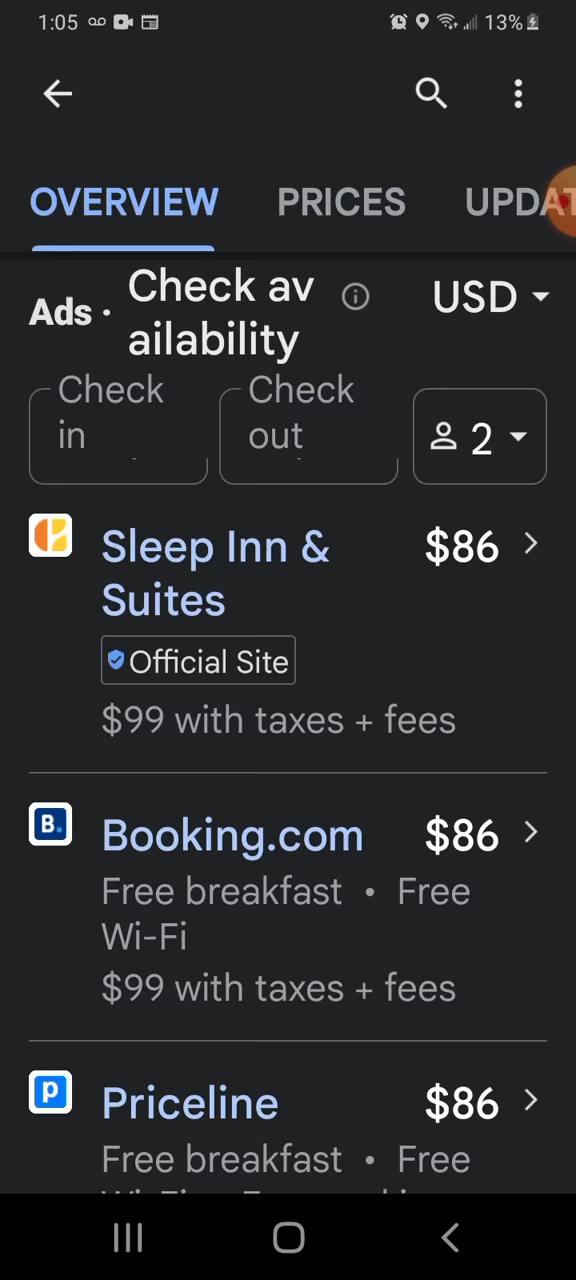 1:05 13%
OVERVIEW PRICES UPDAT
Ads · Check av
ailability USD
Check
in
Check
out
2
Sleep Inn & $86
Suites
Official Site
$99 with taxes + fees
B. Booking.com $86
Free breakfast • Free
Wi-Fi
$99 with taxes + fees
p Priceline $86
Free breakfast • Free